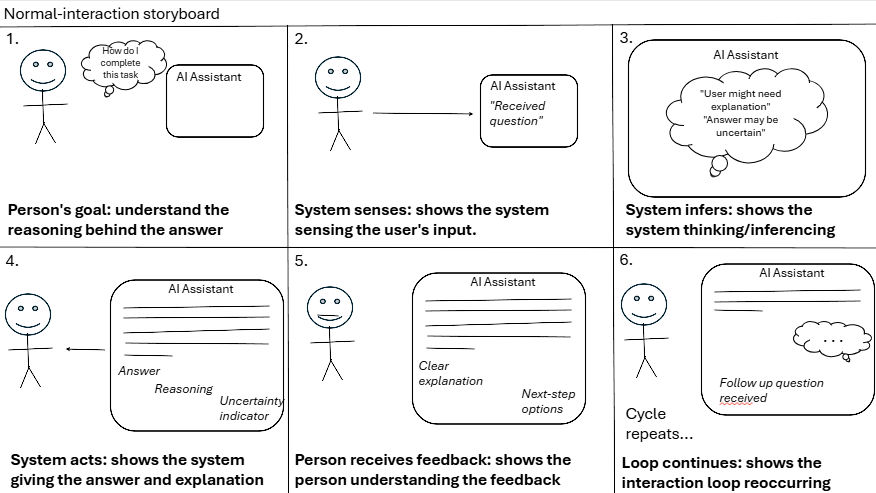 Normal-interaction storyboard
1.
How do I
complete
this task
AI Assistant
Person's goal: understand the
reasoning behind the answer
2.
AI Assistant
"Received
question"
System senses: shows the system
sensing the user's input.
3.
AI Assistant
"User might need
explanation"
"Answer may be
uncertain"
System infers: shows the
system thinking/inferencing
4.
AI Assistant
Answer
Reasoning
Uncertainty
indicator
System acts: shows the system
giving the answer and explanation
5.
AI Assistant
Clear
explanation
Next-step
options
Person receives feedback: shows the
person understanding the feedback
6.
AI Assistant
...
Follow up question
received
Cycle
repeats...
Loop continues: shows the
interaction loop reoccurring